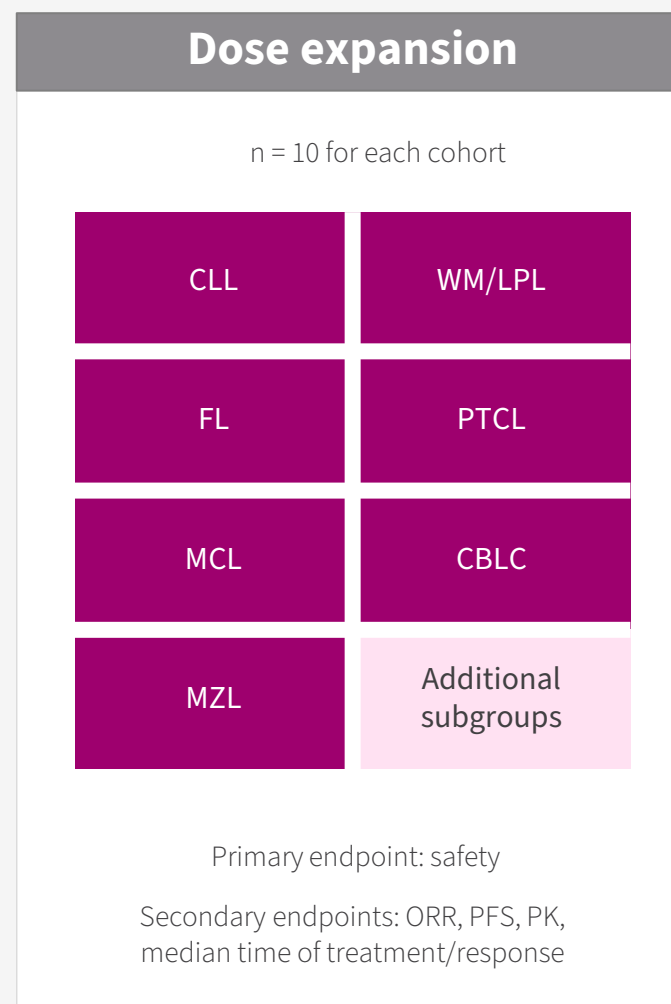 Dose expansion
n = 10 for each cohort
CLL
WM/LPL
FL
PTCL
MCL
CBLC
MZL
Additional
subgroups
Primary endpoint: safety
Secondary endpoints: ORR, PFS, PK,
median time of treatment/response